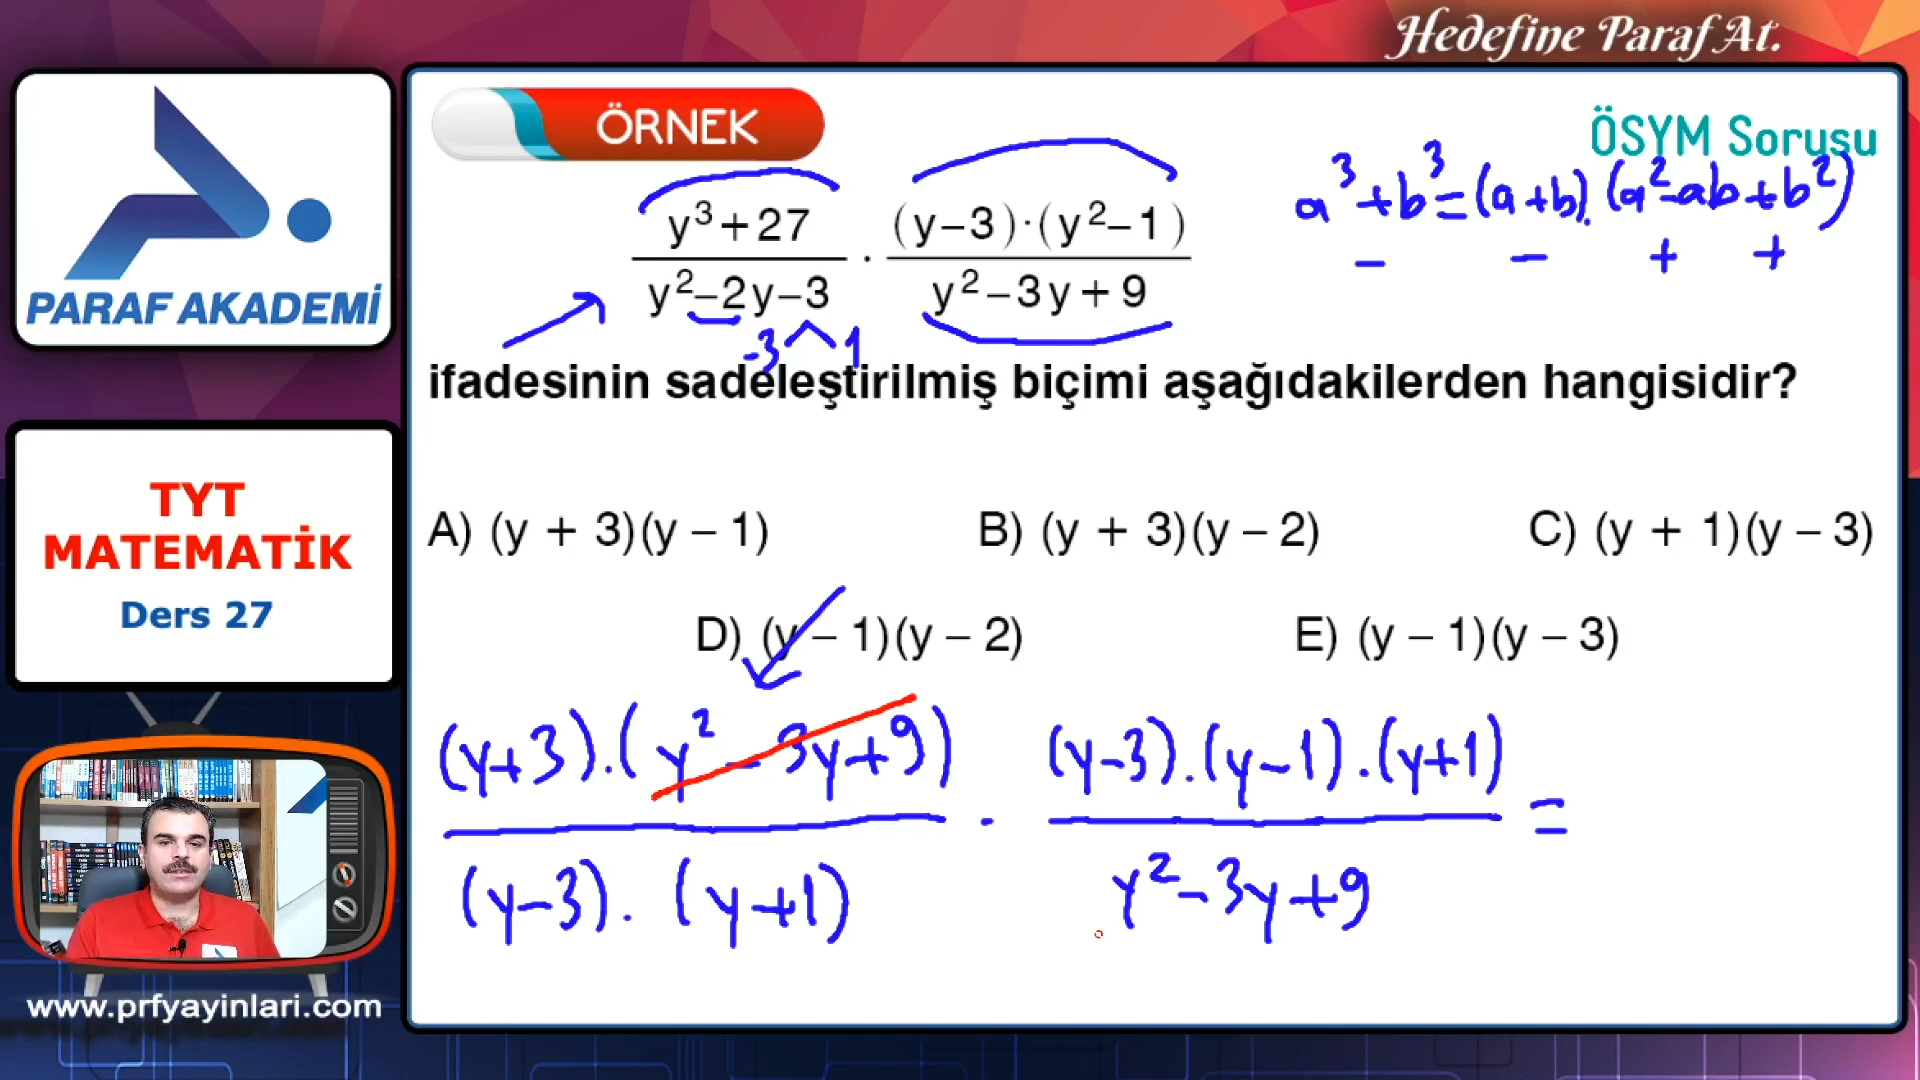 Hedefine Paraf At.
PARAF AKADEMİ
TYT
MATEMATİK
Ders 27
www.prfyayinlari.com
ÖRNEK
ÖSYM Sorusu
a³+b³=(a+b).(a²-ab+b²)
- - + +
y³+27 / y²-2y-3 · (y-3)·(y²-1) / y²-3y+9
-3 1
ifadesinin sadeleştirilmiş biçimi aşağıdakilerden hangisidir?
A) (y + 3)(y – 1) B) (y + 3)(y – 2) C) (y + 1)(y – 3)
D) (y – 1)(y – 2) E) (y – 1)(y – 3)
(y+3).(y²-3y+9) / (y-3).(y+1) . (y-3).(y-1).(y+1) / y²-3y+9 =